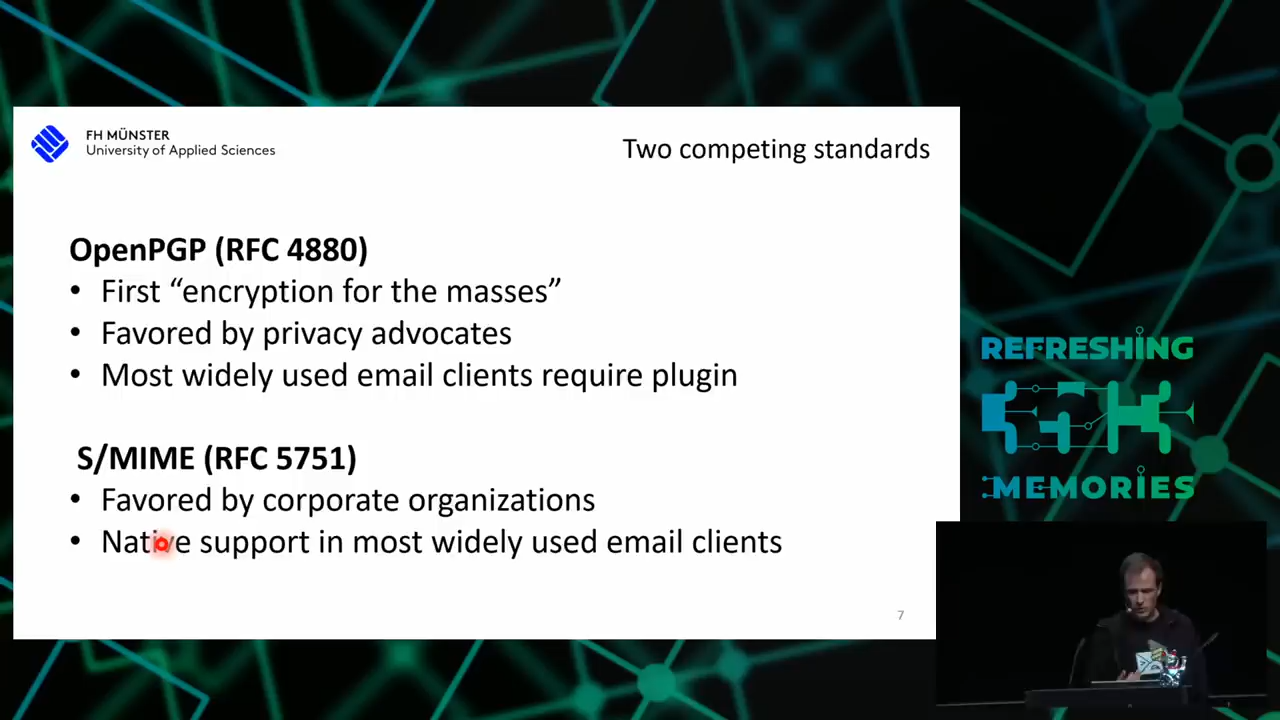 FH MÜNSTER
University of Applied Sciences
Two competing standards
OpenPGP (RFC 4880)
• First “encryption for the masses”
• Favored by privacy advocates
• Most widely used email clients require plugin
S/MIME (RFC 5751)
• Favored by corporate organizations
• Native support in most widely used email clients
7
REFRESHING
35C3
MEMORIES